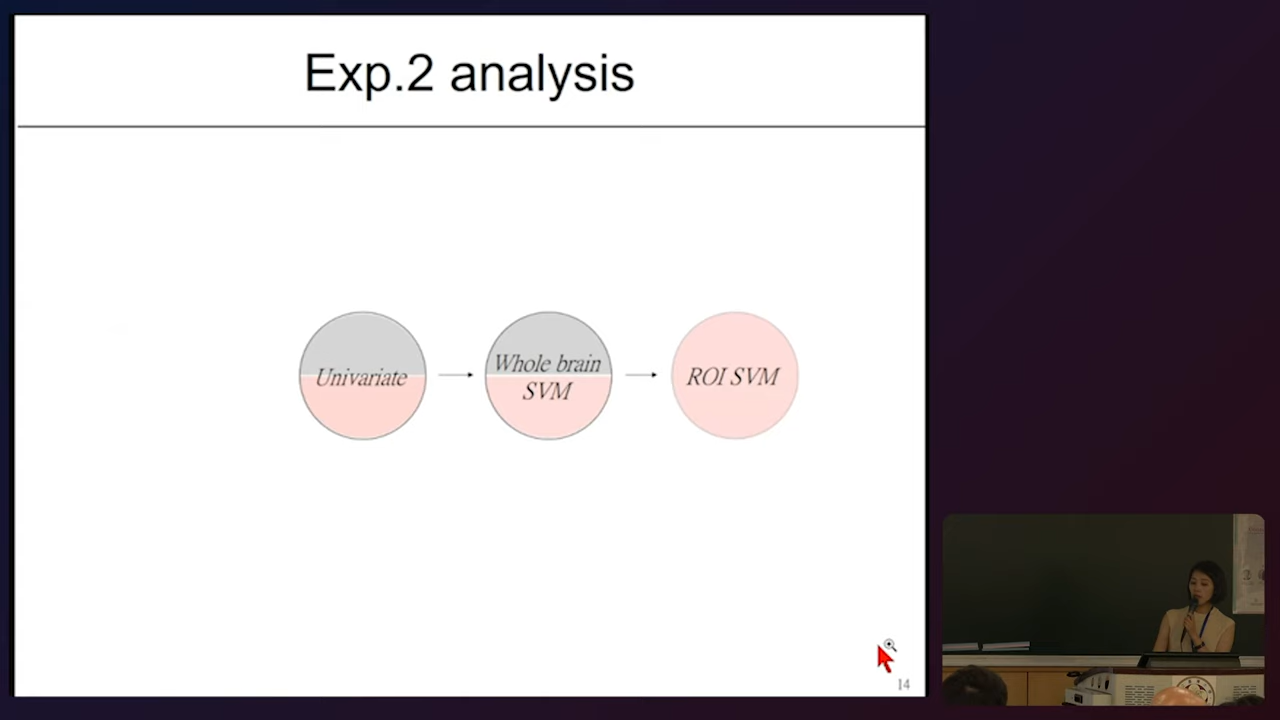 Exp.2 analysis
Univariate
Whole brain
SVM
ROI SVM
14